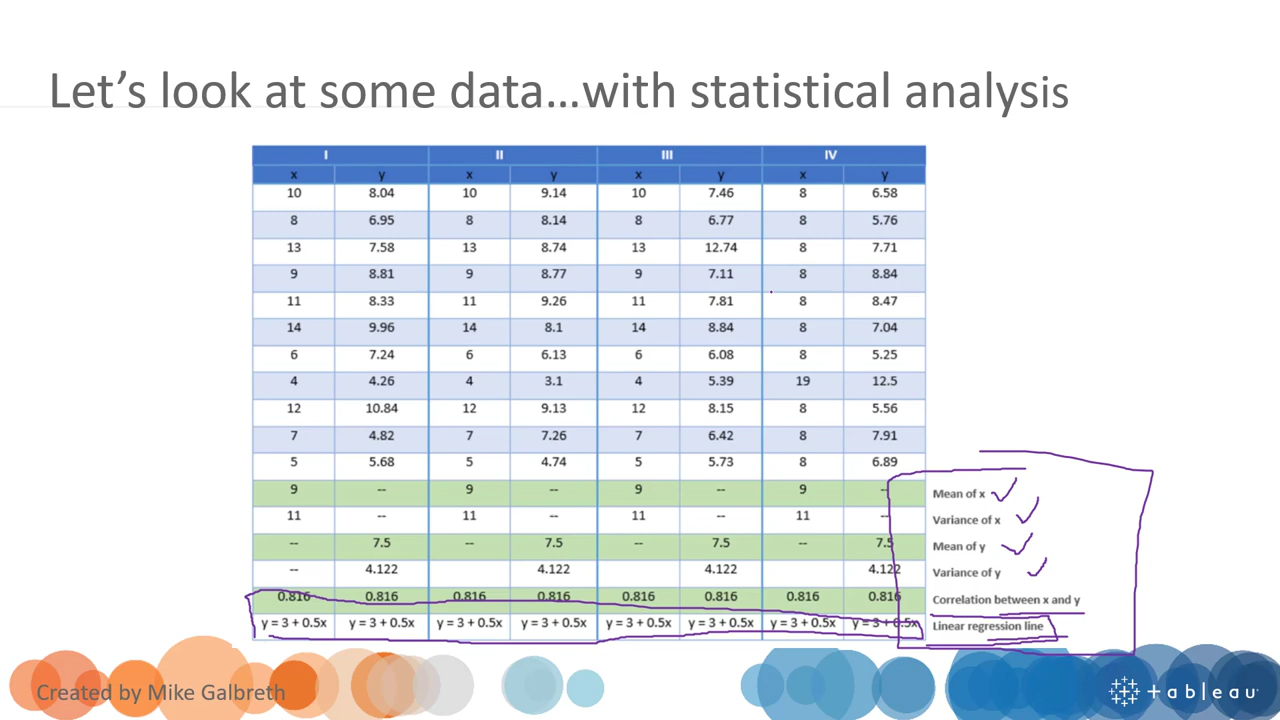 Let's look at some data...with statistical analysis
I II III IV
x y x y x y x y
10 8.04 10 9.14 10 7.46 8 6.58
8 6.95 8 8.14 8 6.77 8 5.76
13 7.58 13 8.74 13 12.74 8 7.71
9 8.81 9 8.77 9 7.11 8 8.84
11 8.33 11 9.26 11 7.81 8 8.47
14 9.96 14 8.1 14 8.84 8 7.04
6 7.24 6 6.13 6 6.08 8 5.25
4 4.26 4 3.1 4 5.39 19 12.5
12 10.84 12 9.13 12 8.15 8 5.56
7 4.82 7 7.26 7 6.42 8 7.91
5 5.68 5 4.74 5 5.73 8 6.89
9 -- 9 -- 9 -- 9 -- Mean of x
11 -- 11 -- 11 -- 11 -- Variance of x
-- 7.5 -- 7.5 -- 7.5 -- 7.5 Mean of y
-- 4.122 4.122 4.122 4.122 Variance of y
0.816 0.816 0.816 0.816 0.816 0.816 0.816 0.816 Correlation between x and y
y = 3 + 0.5x y = 3 + 0.5x y = 3 + 0.5x y = 3 + 0.5x y = 3 + 0.5x y = 3 + 0.5x y = 3 + 0.5x y = 3 + 0.5x Linear regression line
Created by Mike Galbreth
tableau